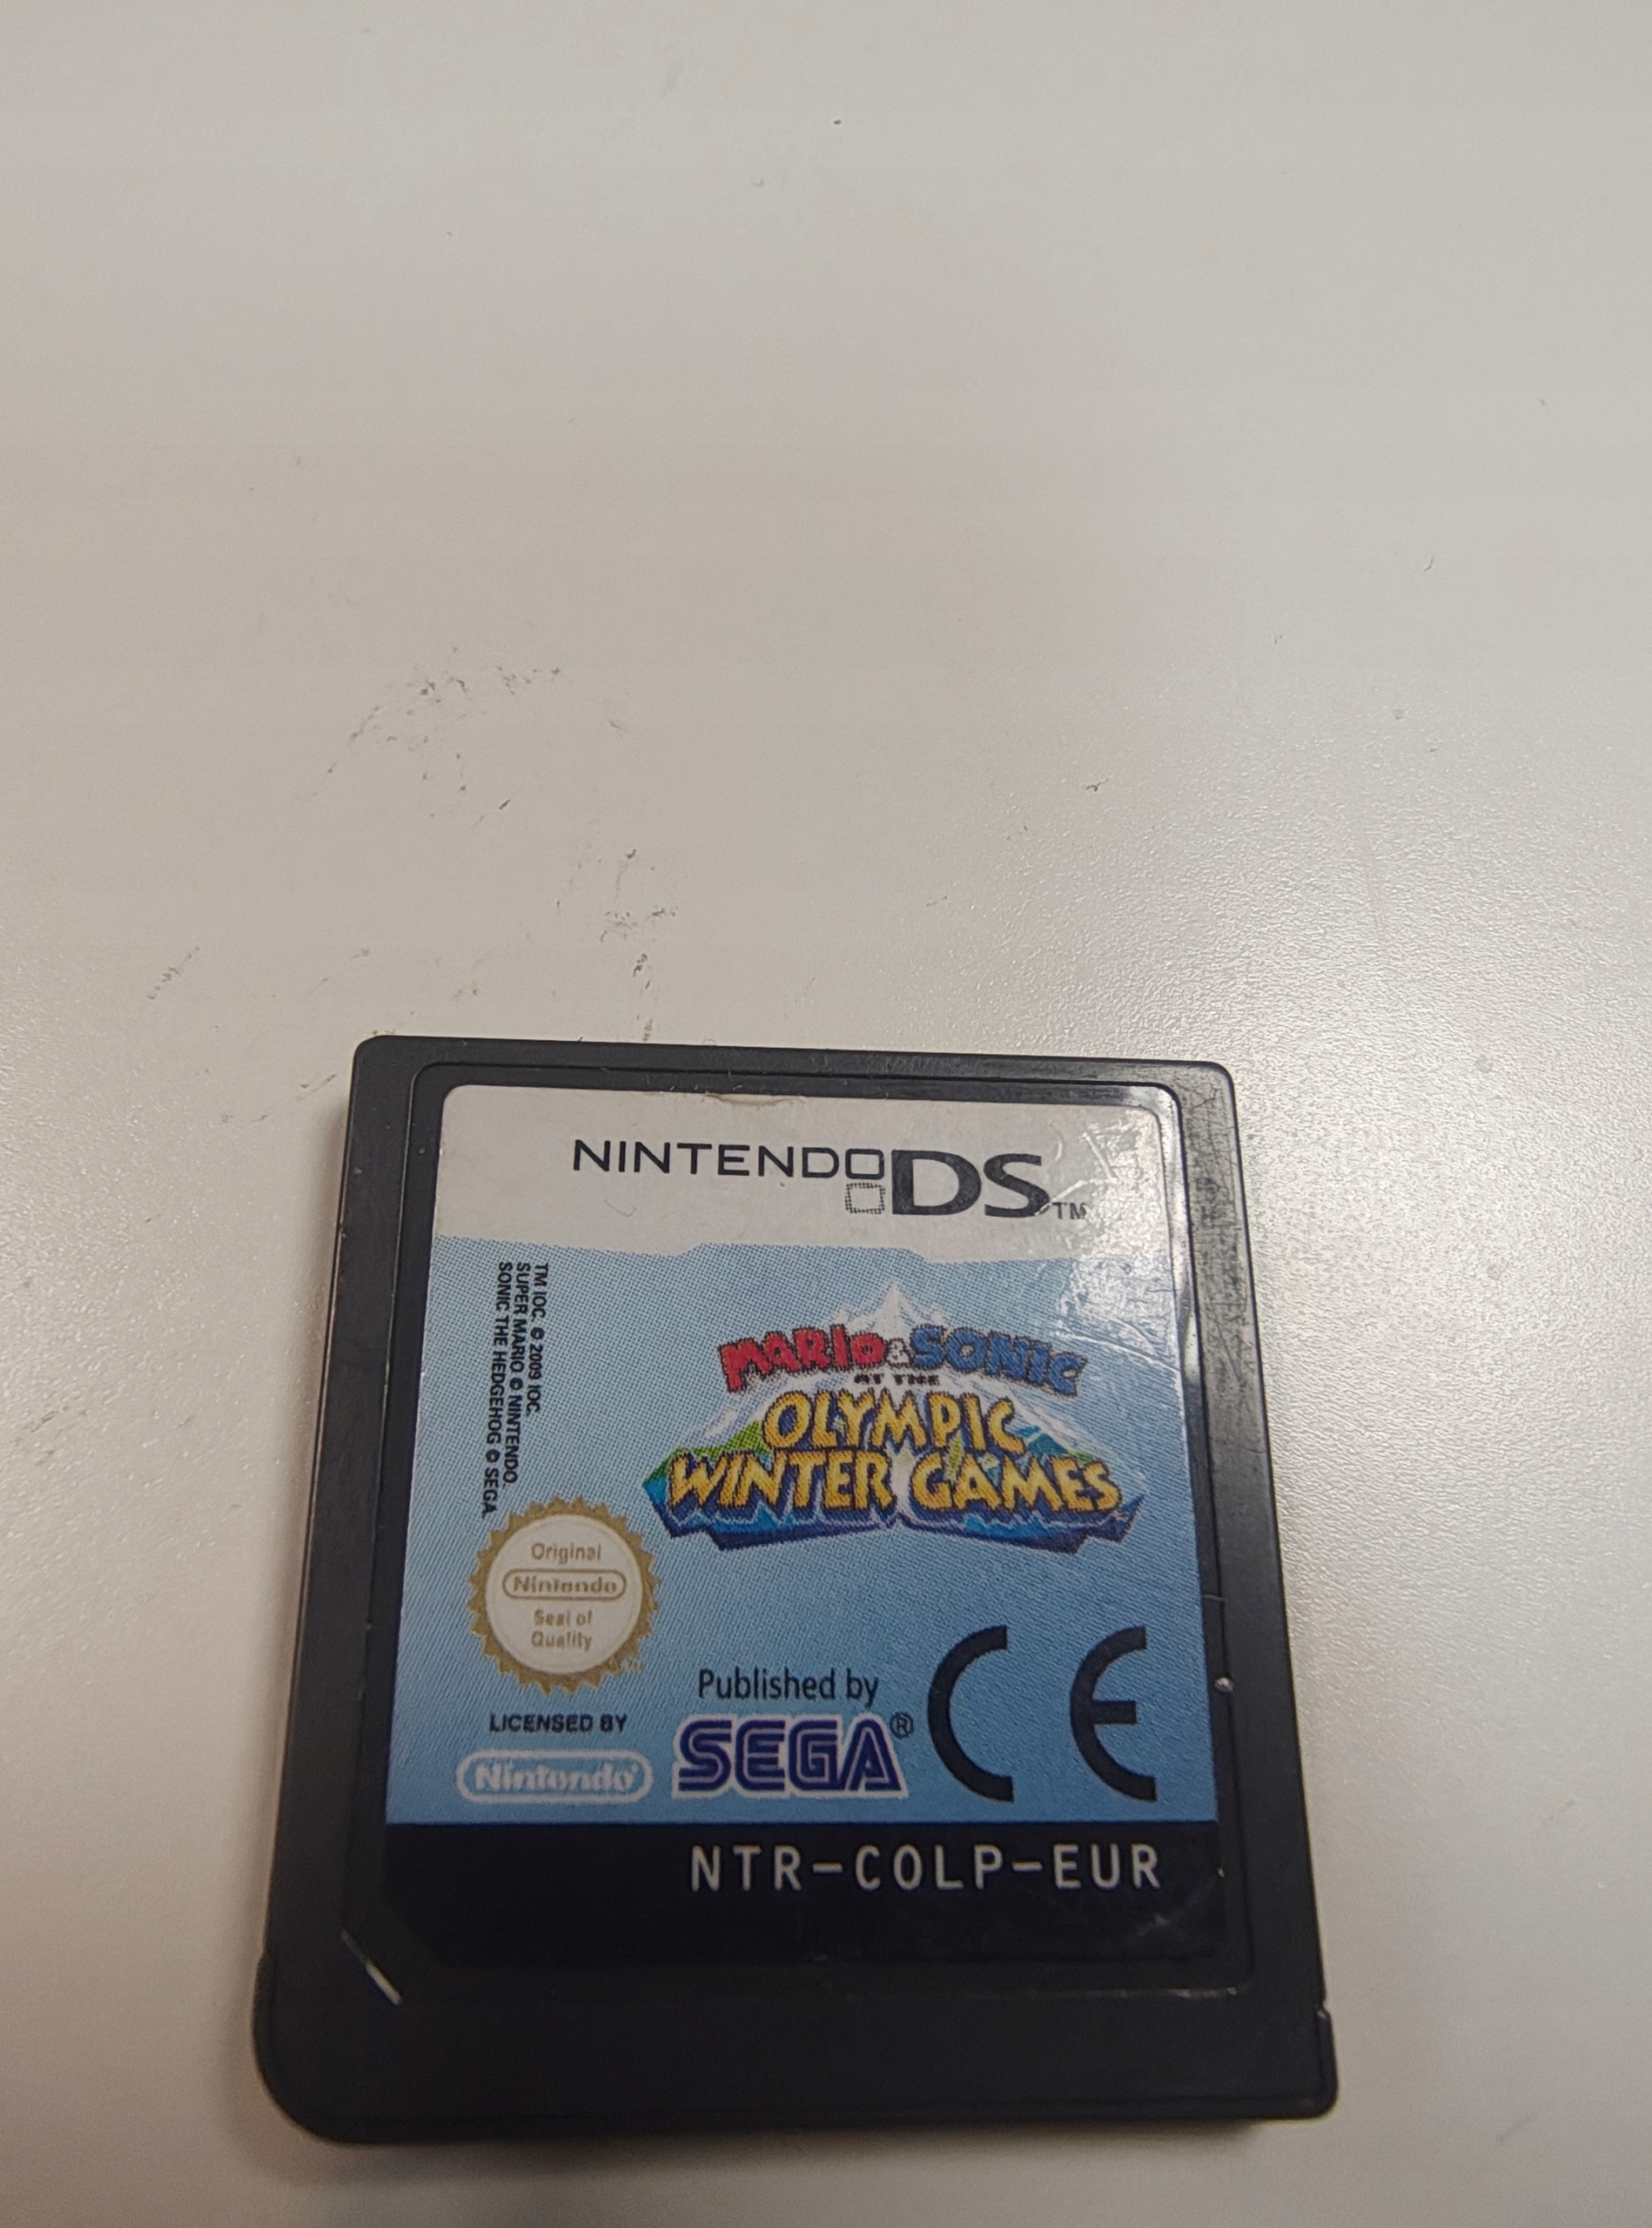 NINTENDO DS™
TM IOC. © 2009 IOC.
SUPER MARIO © NINTENDO.
SONIC THE HEDGEHOG © SEGA.
MARIO & SONIC
AT THE
OLYMPIC
WINTER GAMES
TM
Original
Nintendo
Seal of
Quality
LICENSED BY
Nintendo
Published by
SEGA®
CE
NTR-COLP-EUR